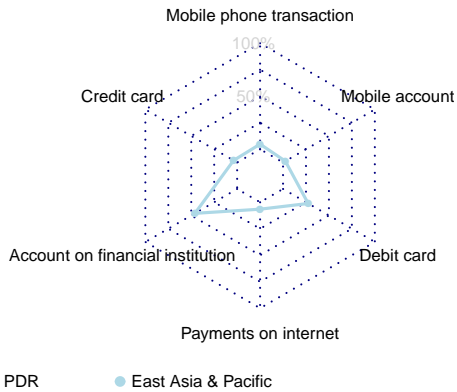 Mobile phone transaction
100%
Credit card
50%
Mobile account
Account on financial institution
Debit card
Payments on internet
PDR
East Asia & Pacific